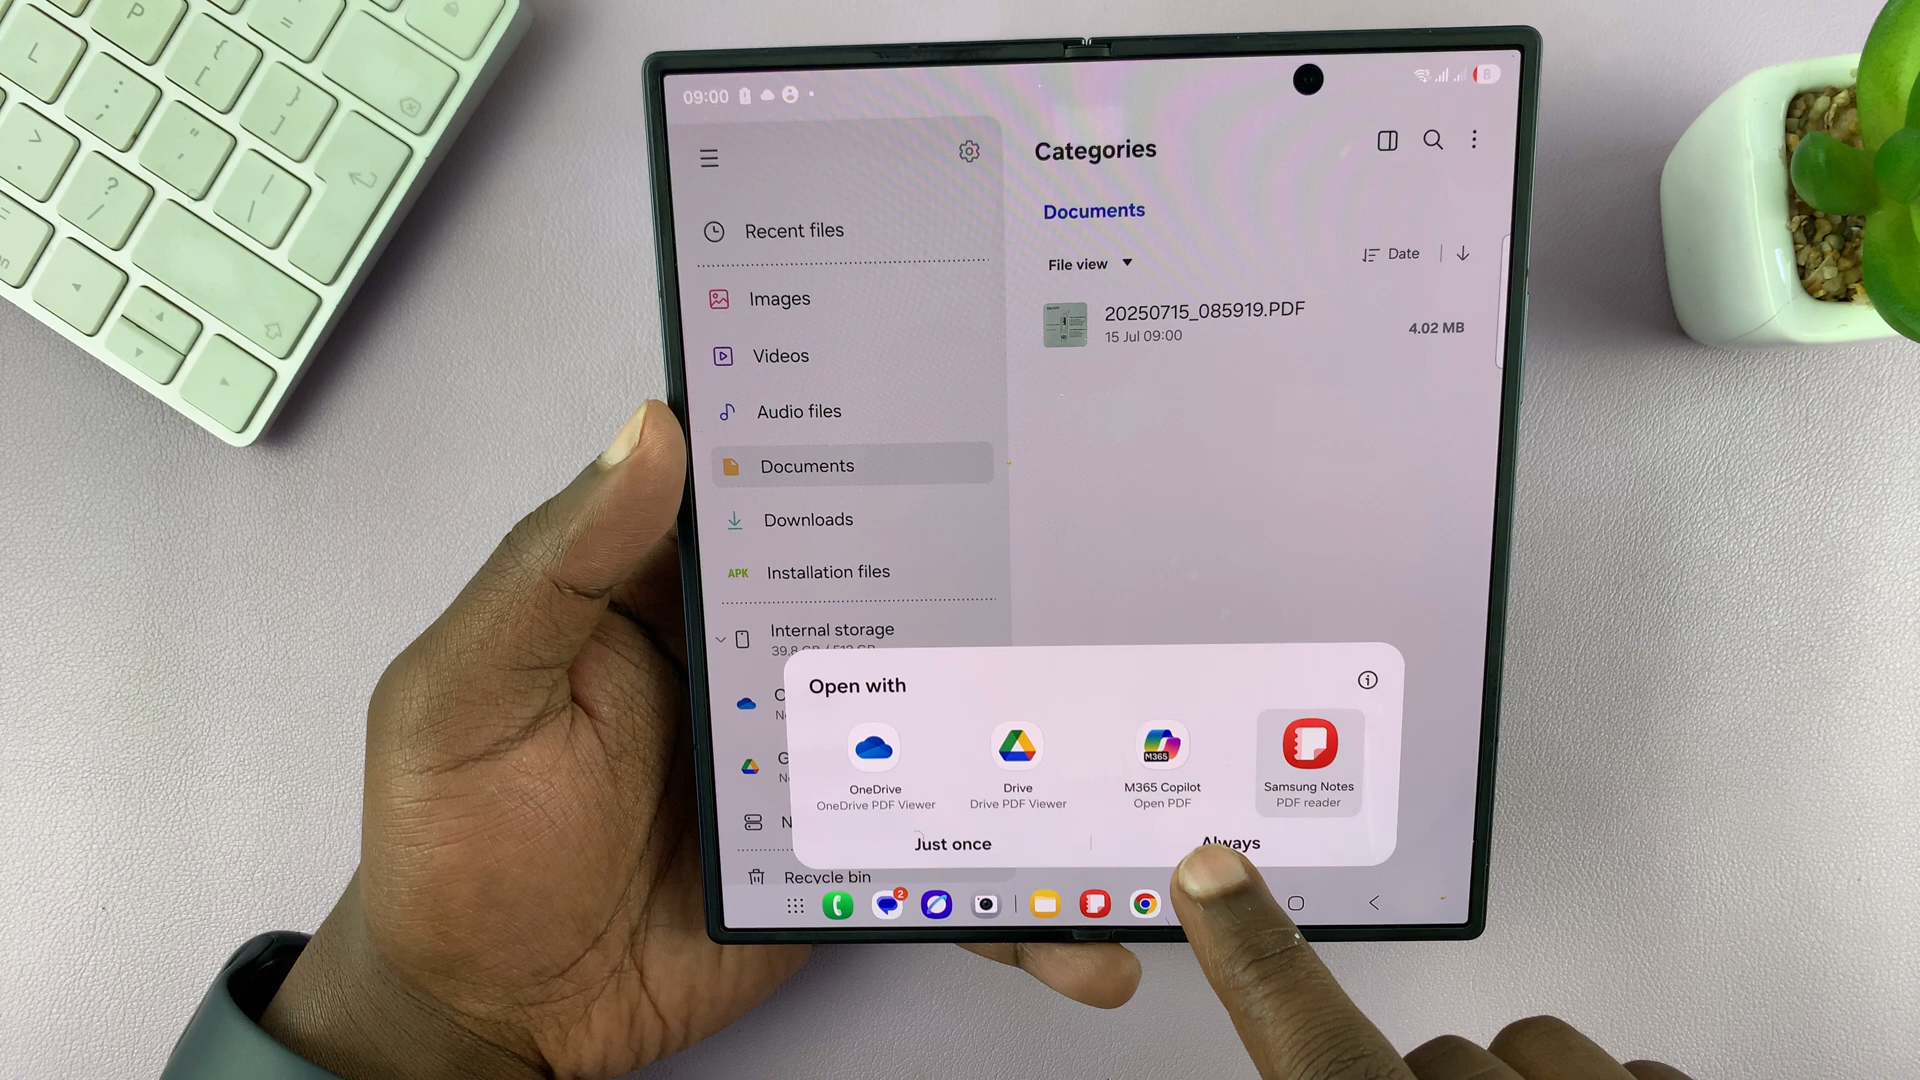 P
L
{
[
+
=
:
;
}
]
>
.
"
'
?
/
|
\
09:00
8
Categories
Documents
File view
Date
20250715_085919.PDF
15 Jul 09:00
4.02 MB
Recent files
Images
Videos
Audio files
Documents
Downloads
APK Installation files
Internal storage
Open with
OneDrive
OneDrive PDF Viewer
Drive
Drive PDF Viewer
M365
M365 Copilot
Open PDF
Samsung Notes
PDF reader
Just once
Always
Recycle bin
2